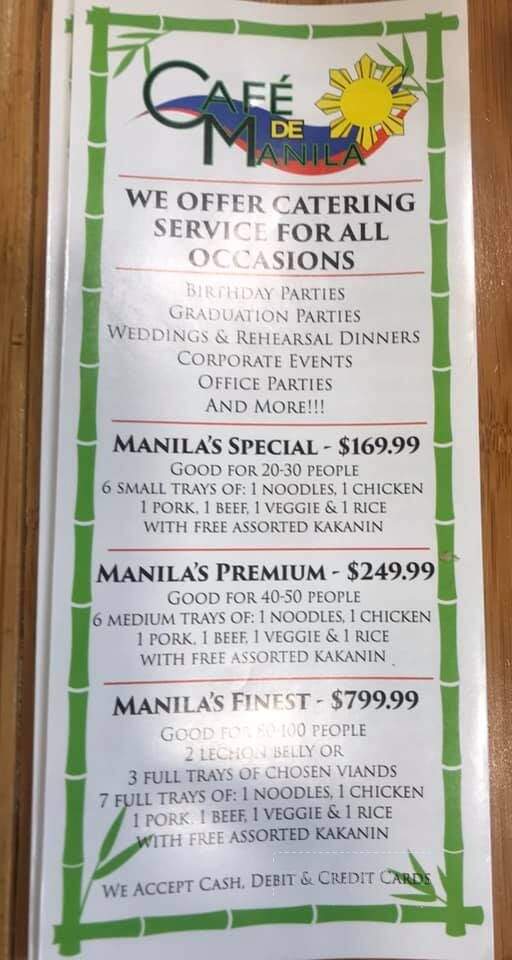 CAFÉ
DE
MANILA
WE OFFER CATERING
SERVICE FOR ALL
OCCASIONS
BIRTHDAY PARTIES
GRADUATION PARTIES
WEDDINGS & REHEARSAL DINNERS
CORPORATE EVENTS
OFFICE PARTIES
AND MORE!!!
MANILA'S SPECIAL - $169.99
GOOD FOR 20-30 PEOPLE
6 SMALL TRAYS OF: 1 NOODLES, 1 CHICKEN
1 PORK, 1 BEEF, 1 VEGGIE & 1 RICE
WITH FREE ASSORTED KAKANIN
MANILA'S PREMIUM - $249.99
GOOD FOR 40-50 PEOPLE
6 MEDIUM TRAYS OF: 1 NOODLES, 1 CHICKEN
1 PORK, 1 BEEF, 1 VEGGIE & 1 RICE
WITH FREE ASSORTED KAKANIN
MANILA'S FINEST - $799.99
GOOD FOR PEOPLE
2 LECHON BELLY OR
3 FULL TRAYS OF CHOSEN VIANDS
7 FULL TRAYS OF: 1 NOODLES, 1 CHICKEN
1 PORK, 1 BEEF, 1 VEGGIE & 1 RICE
WITH FREE ASSORTED KAKANIN
WE ACCEPT CASH, DEBIT & CREDIT CARDS